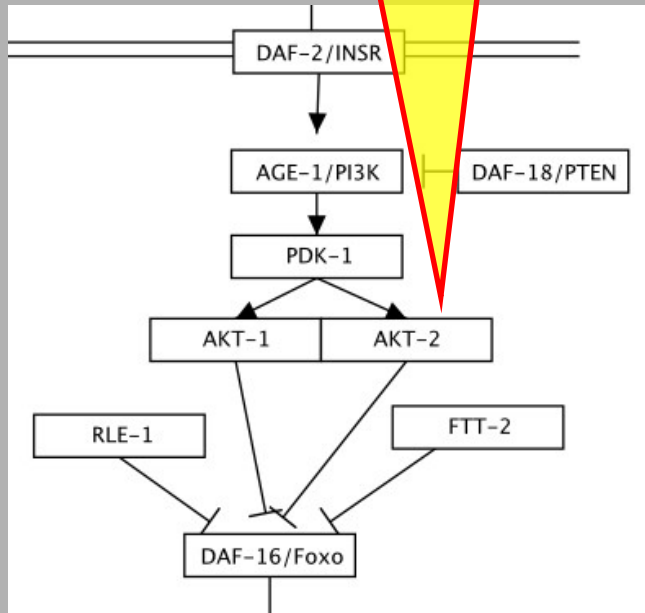 DAF-2/INSR
AGE-1/PI3K
DAF-18/PTEN
PDK-1
AKT-1
AKT-2
RLE-1
FTT-2
DAF-16/Foxo